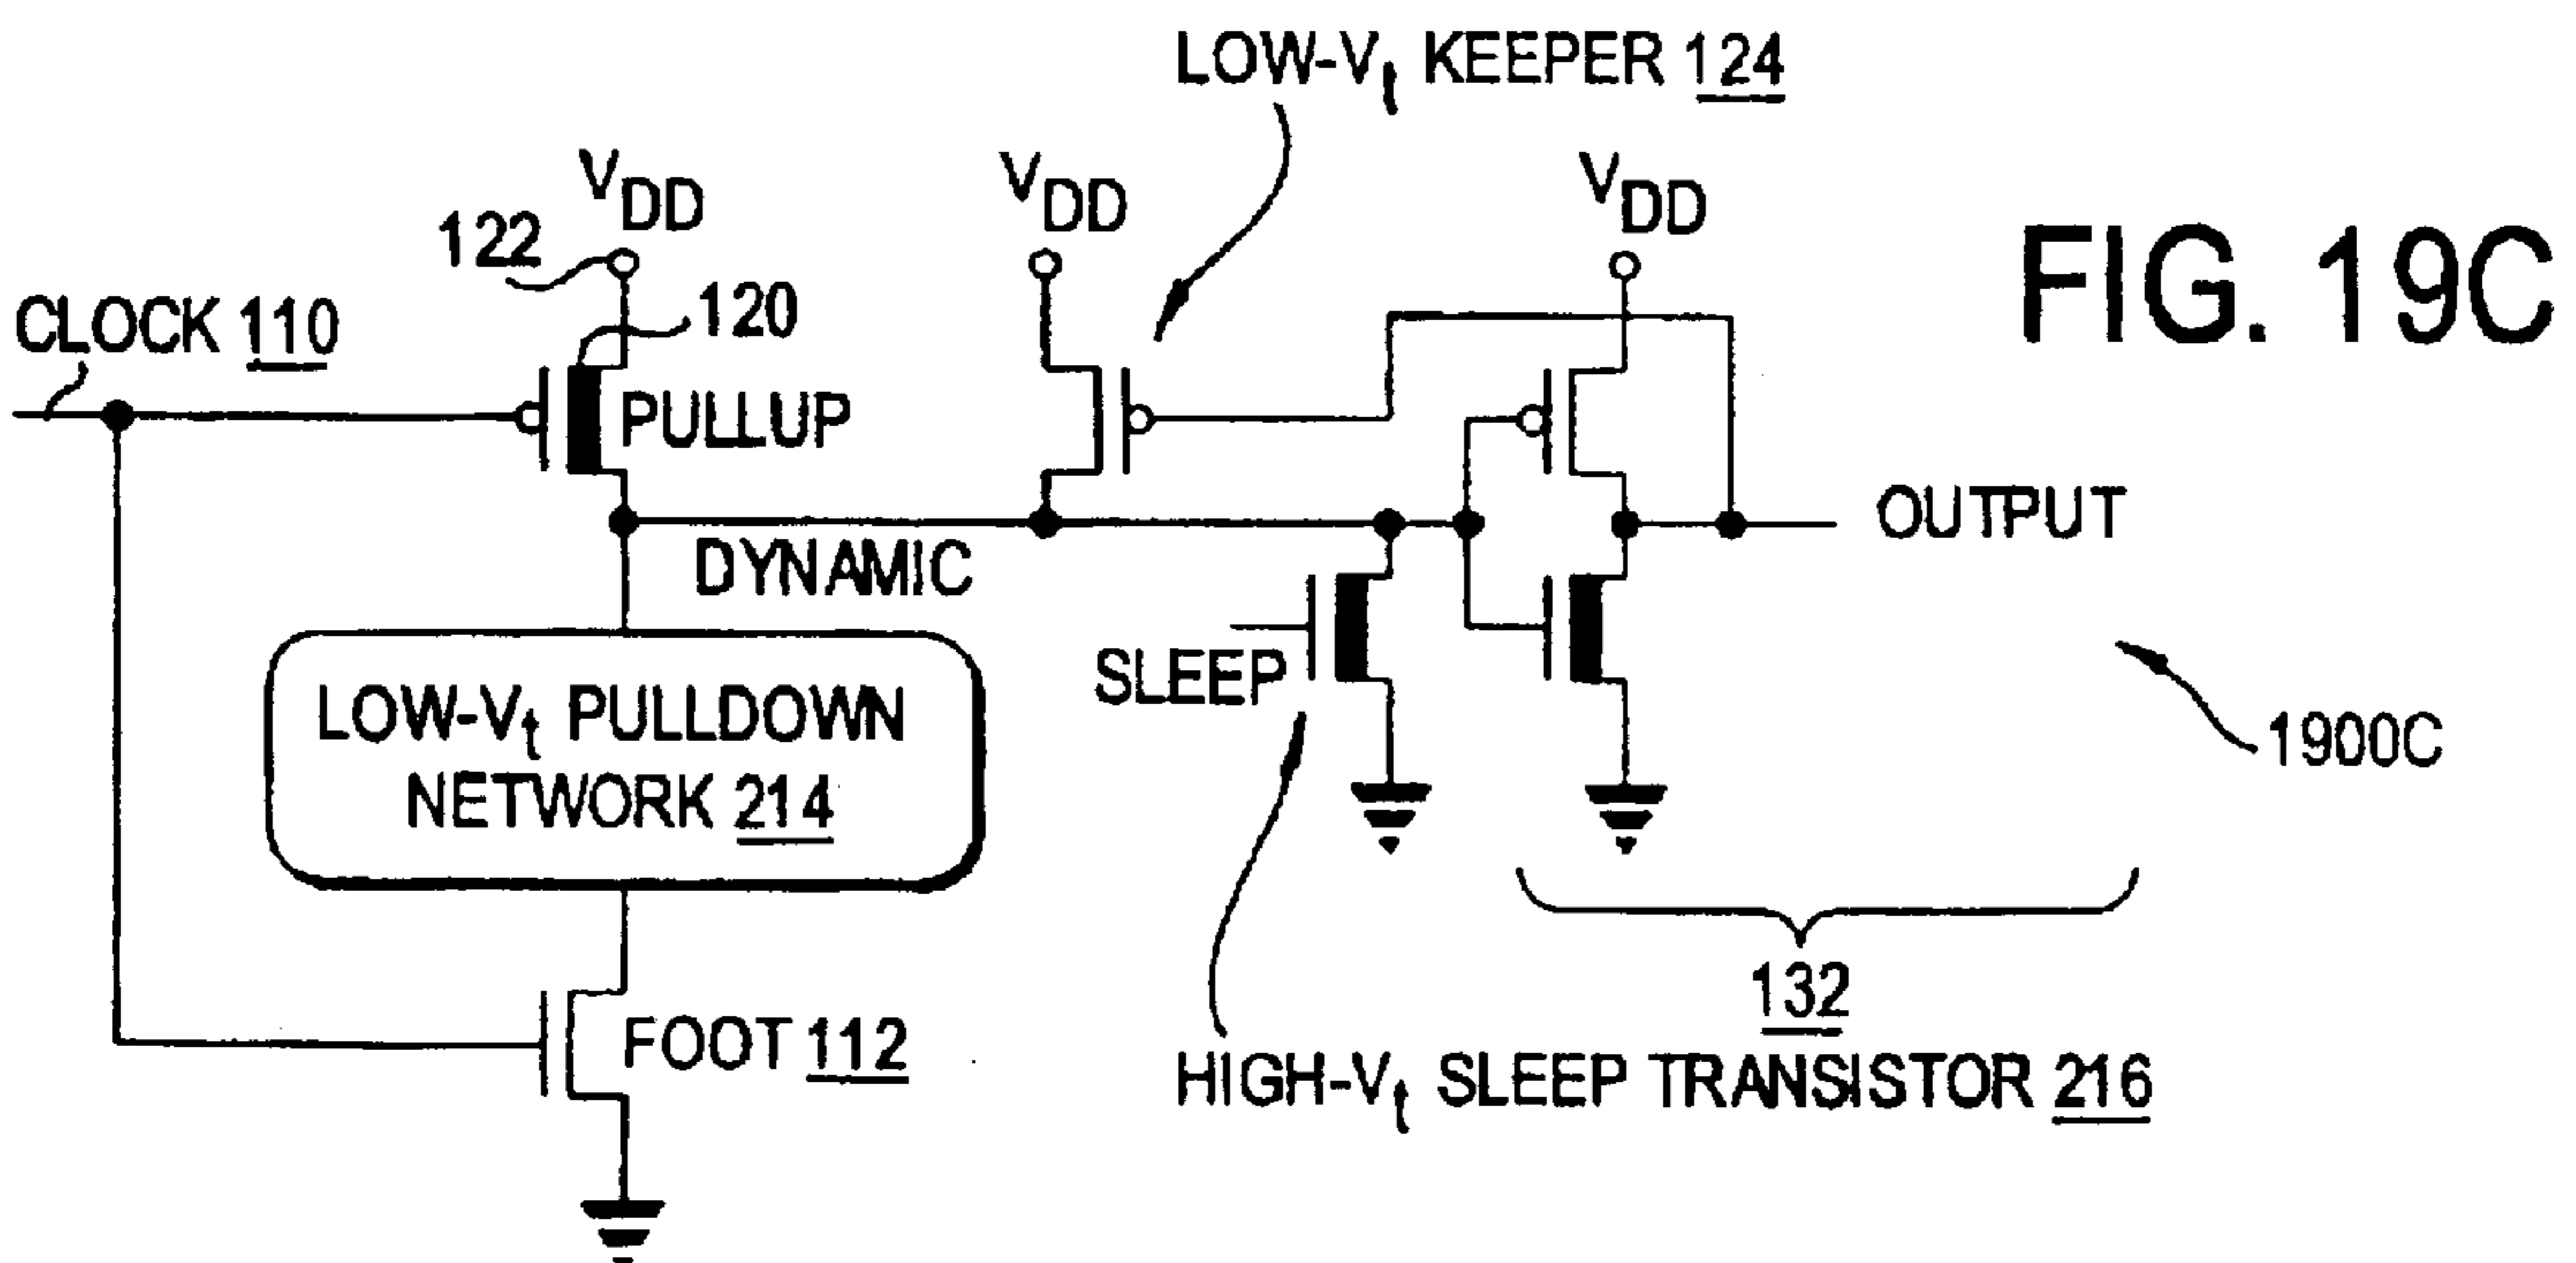 LOW-Vt KEEPER 124
VDD
VDD
VDD
122
FIG. 19C
CLOCK 110
120
PULLUP
OUTPUT
DYNAMIC
SLEEP
LOW-Vt PULLDOWN
NETWORK 214
1900C
132
FOOT 112
HIGH-Vt SLEEP TRANSISTOR 216